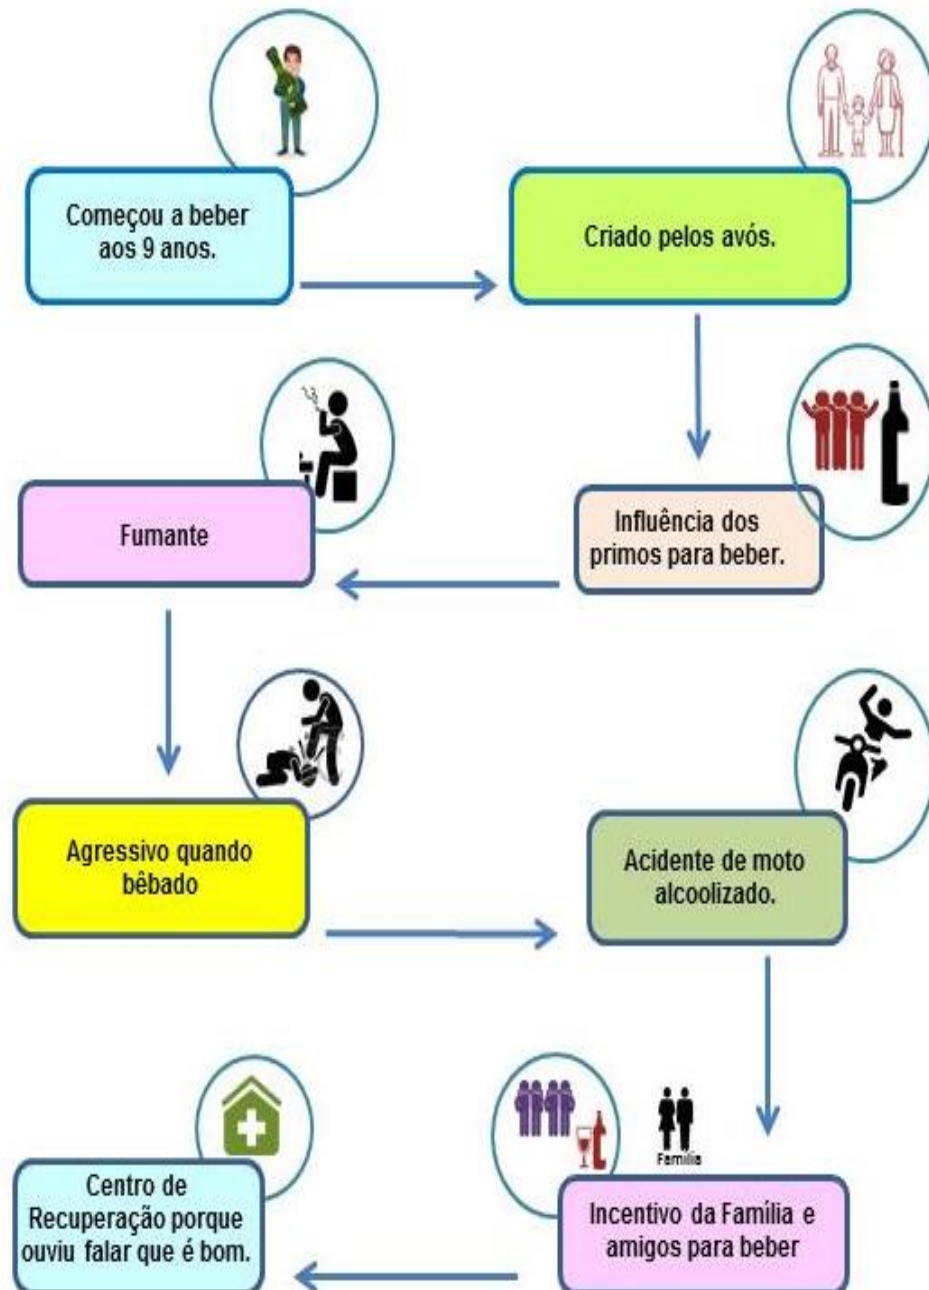 Começou a beber
aos 9 anos.
Criado pelos avós.
Influência dos
primos para beber.
Fumante
Agressivo quando
bêbado
Acidente de moto
alcoolizado.
Família
Incentivo da Família e
amigos para beber
Centro de
Recuperação porque
ouviu falar que é bom.